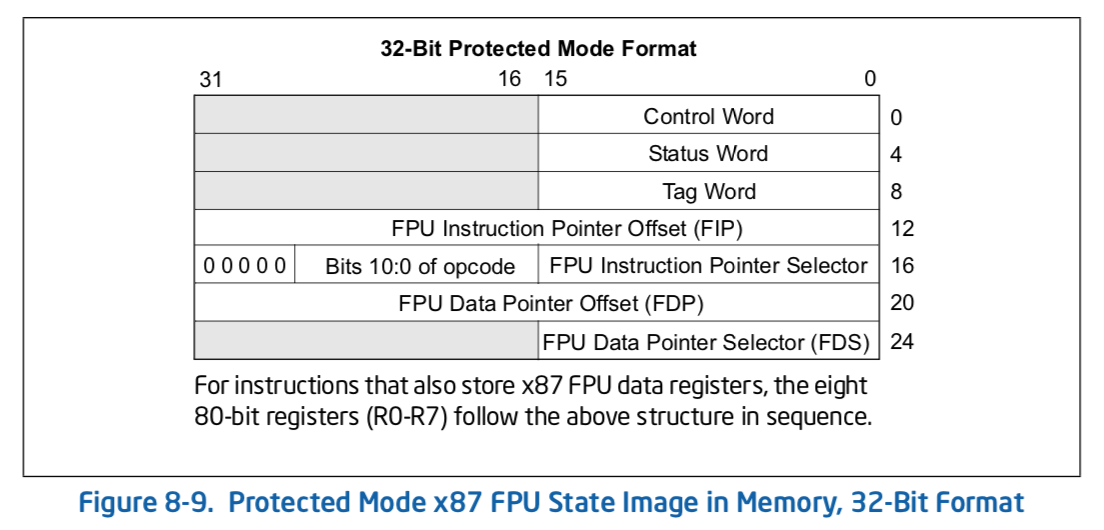 32-Bit Protected Mode Format
31 16 15 0
Control Word 0
Status Word 4
Tag Word 8
FPU Instruction Pointer Offset (FIP) 12
0 0 0 0 0 Bits 10:0 of opcode FPU Instruction Pointer Selector 16
FPU Data Pointer Offset (FDP) 20
FPU Data Pointer Selector (FDS) 24
For instructions that also store x87 FPU data registers, the eight
80-bit registers (R0-R7) follow the above structure in sequence.
Figure 8-9. Protected Mode x87 FPU State Image in Memory, 32-Bit Format